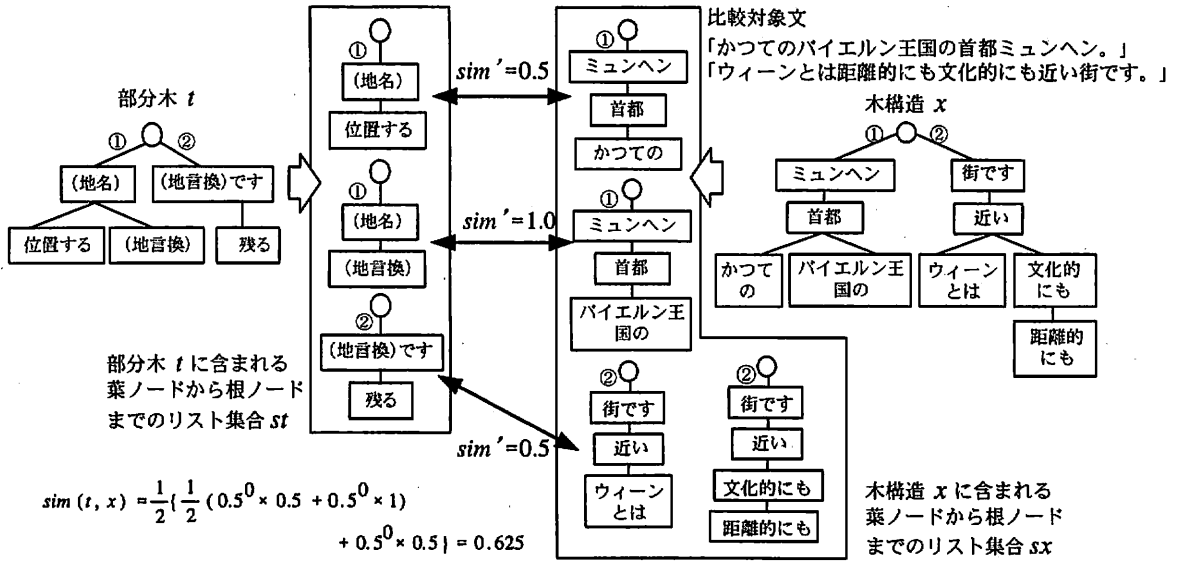 部分木 t
① ②
(地名)
(地言換)です
位置する
(地言換)
残る
①
(地名)
位置する
①
(地名)
(地言換)
②
(地言換)です
残る
部分木 t に含まれる
葉ノードから根ノード
までのリスト集合 st
sim'=0.5
sim'=1.0
sim'=0.5
①
ミュンヘン
首都
かつての
①
ミュンヘン
首都
バイエルン王
国の
②
街です
近い
ウィーン
とは
②
街です
近い
文化的にも
距離的にも
比較対象文
「かつてのバイエルン王国の首都ミュンヘン。」
「ウィーンとは距離的にも文化的にも近い街です。」
木構造 x
① ②
ミュンヘン
街です
首都
近い
かつて
の
バイエルン王
国の
ウィーン
とは
文化的
にも
距離的
にも
木構造 x に含まれる
葉ノードから根ノード
までのリスト集合 sx
sim (t, x) = 1/2{ 1/2 ( 0.5^0 × 0.5 + 0.5^0 × 1)
+ 0.5^0 × 0.5 } = 0.625